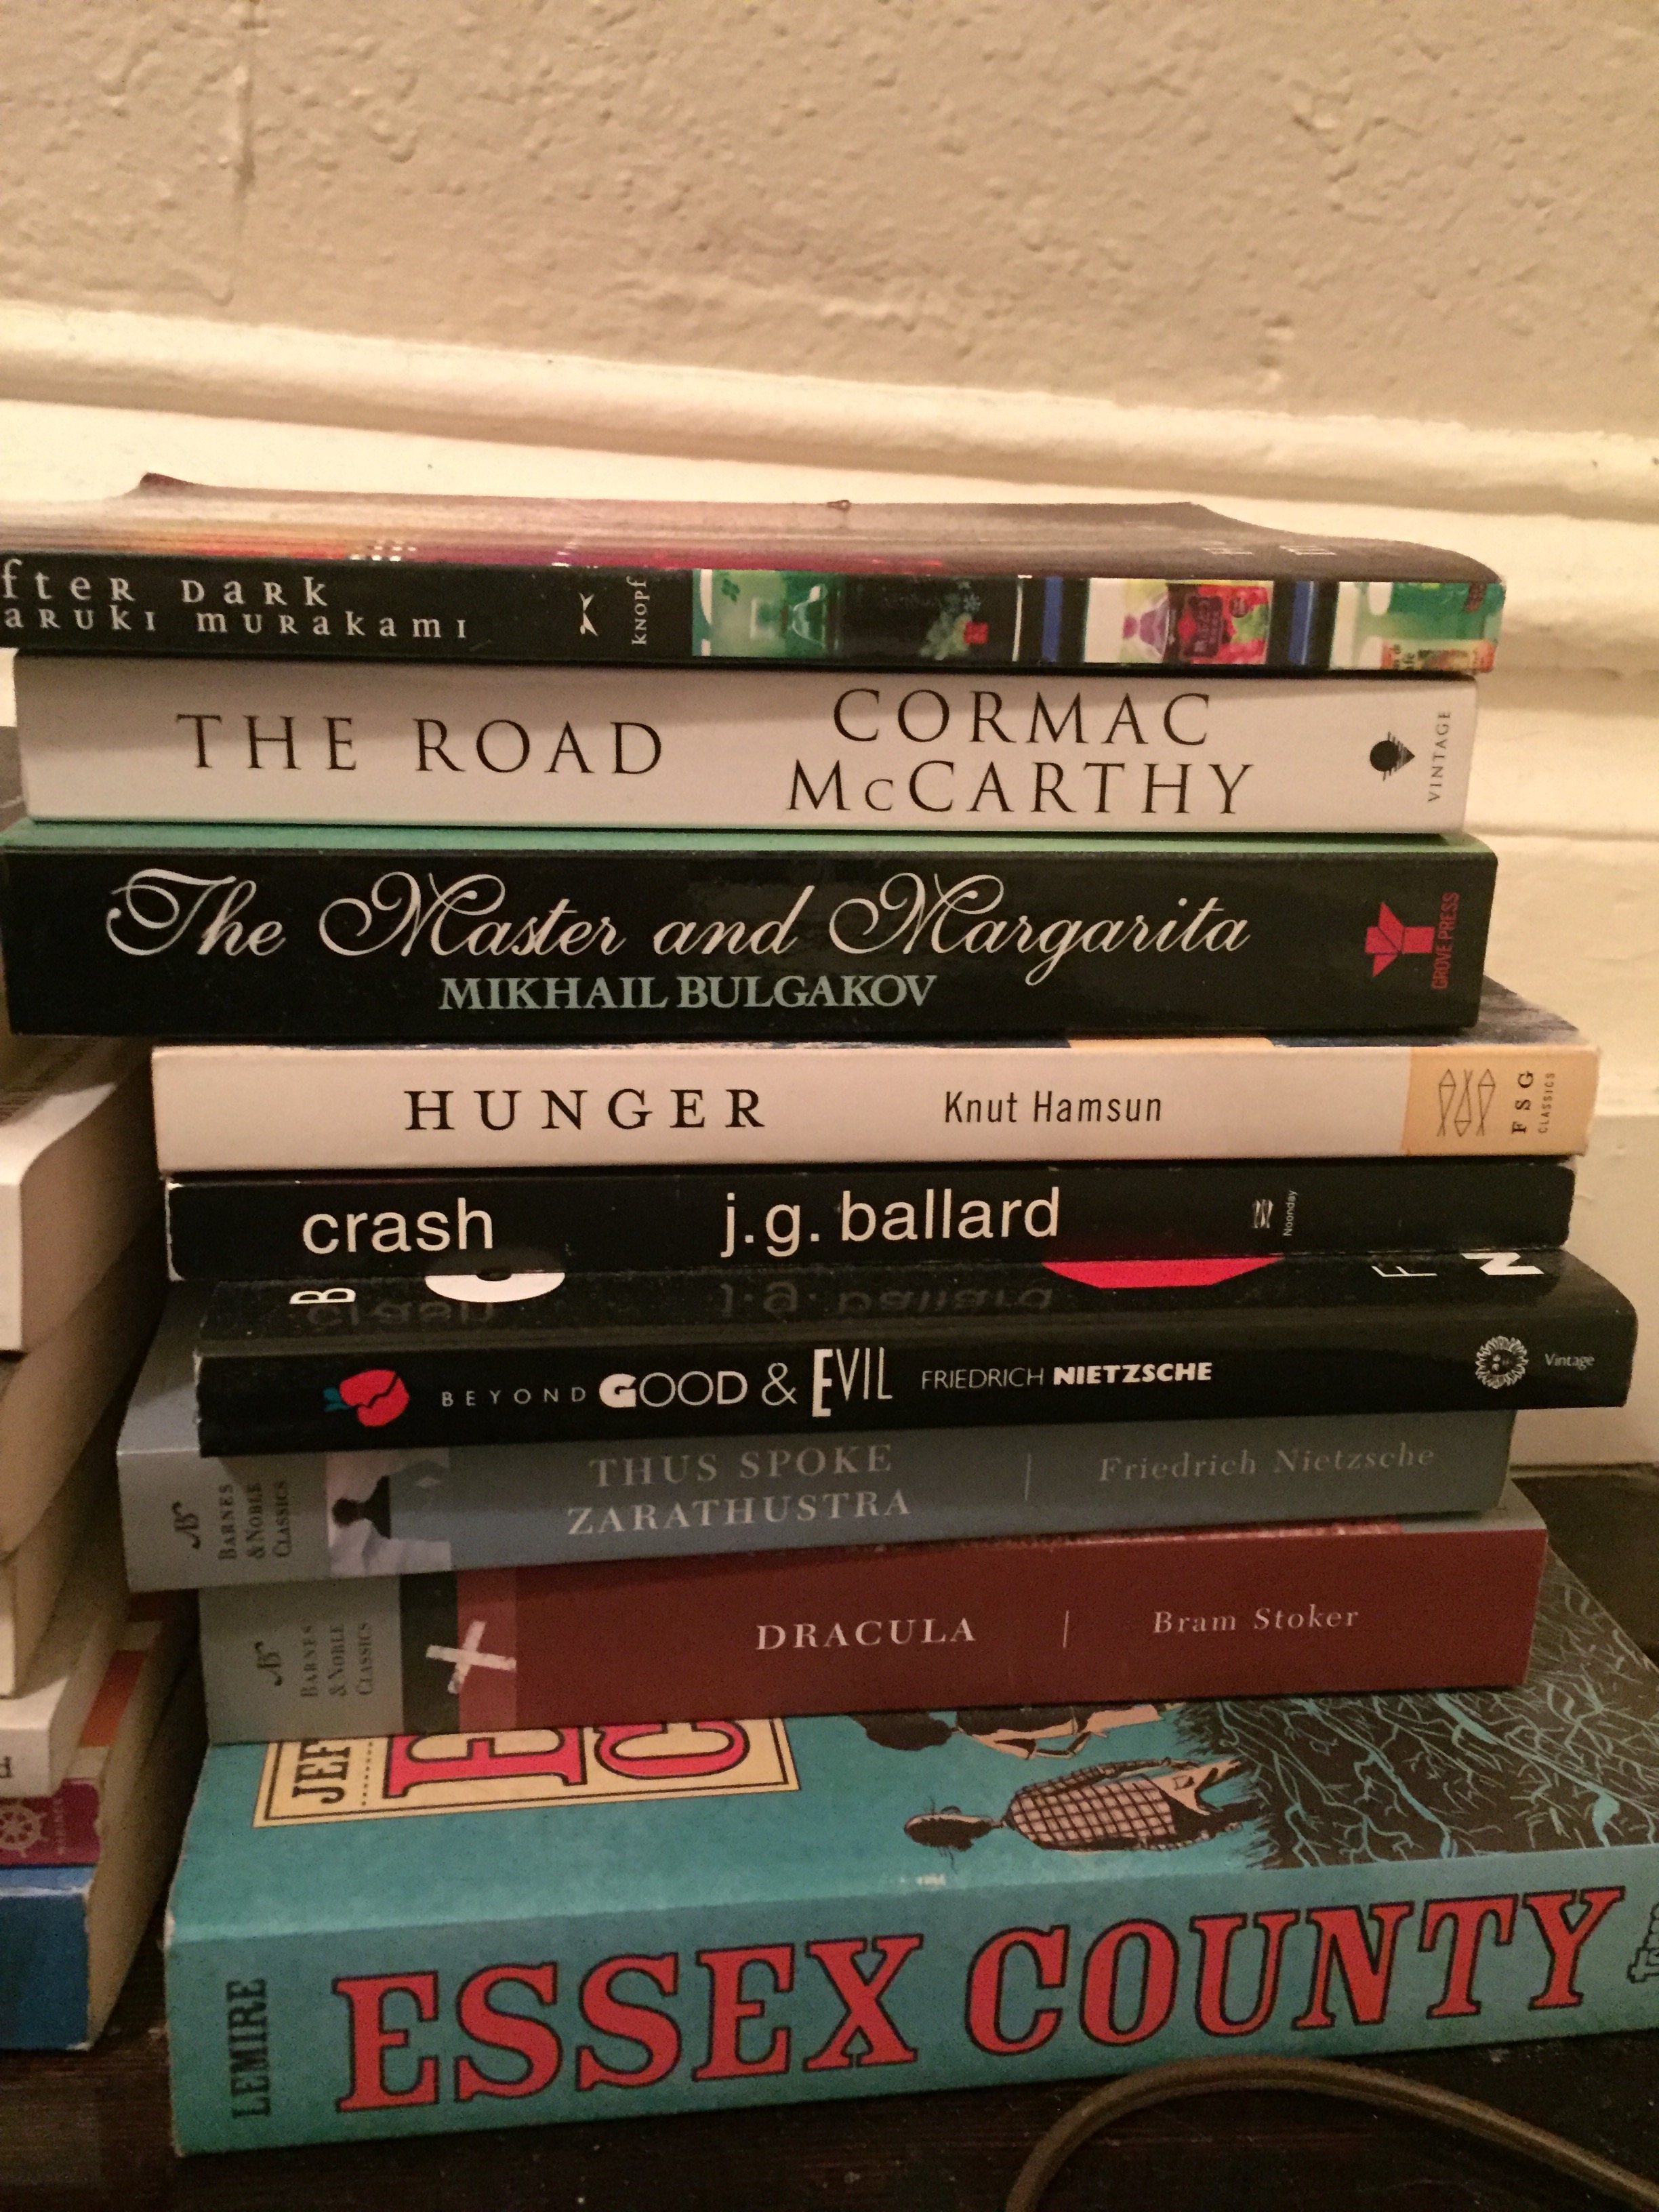 fteR DaRk
aRUkI mURakamI
knopf
THE ROAD
CORMAC
McCARTHY
VINTAGE
The Master and Margarita
MIKHAIL BULGAKOV
GROVE PRESS
HUNGER
Knut Hamsun
FSG
CLASSICS
crash
j.g. ballard
Noonday
B
F
N
BEYOND GOOD & EVIL
FRIEDRICH NIETZSCHE
Vintage
BARNES
& NOBLE
CLASSICS
THUS SPOKE
ZARATHUSTRA
Friedrich Nietzsche
BARNES
& NOBLE
CLASSICS
DRACULA
Bram Stoker
JEF
E
C
LEMIRE
ESSEX COUNTY